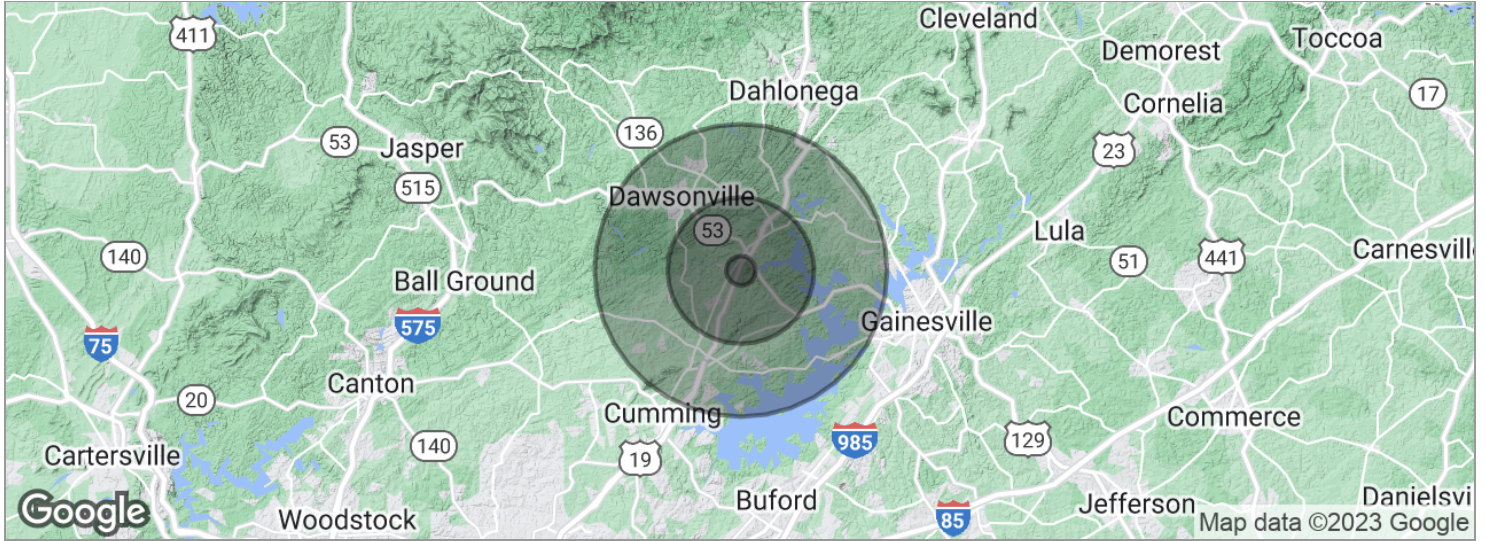 Cleveland
411
Toccoa
Demorest
Dahlonega
17
Cornelia
136
53
Jasper
23
515
Dawsonville
53
Lula
140
441
Carnesvill
51
Ball Ground
Gainesville
575
75
Canton
20
Cumming
Commerce
985
129
140
Cartersville
19
Buford
Danielsvi
Jefferson
Google
Woodstock
85
Map data ©2023 Google